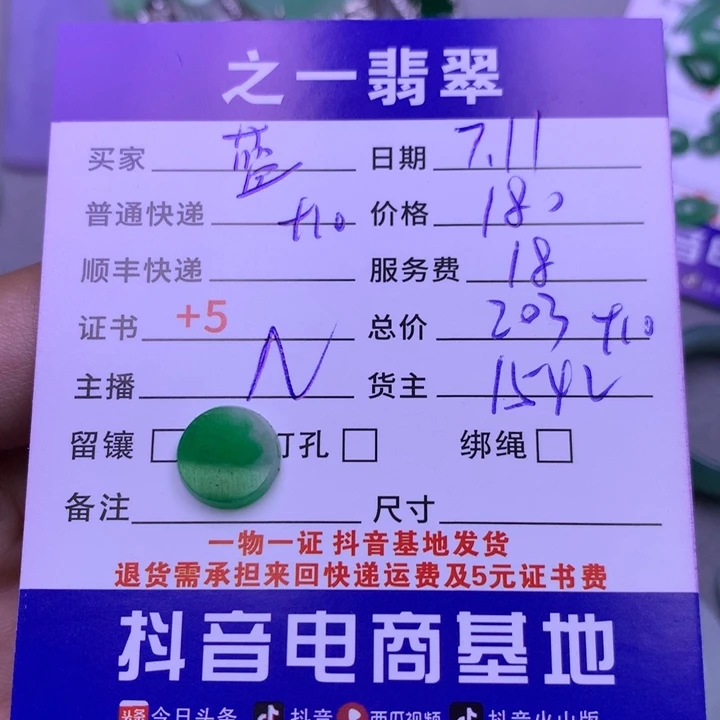 之一翡翠
买家 蓝 日期 7.11
普通快递 +10 价格 180
顺丰快递 服务费 18
证书 +5 总价 203 +10
主播 N 货主 1542
留镶 打孔 绑绳
备注 尺寸
一物一证 抖音基地发货
退货需承担来回快递运费及5元证书费
抖音电商基地
头条 今日头条 抖音 西瓜视频 抖音火山版